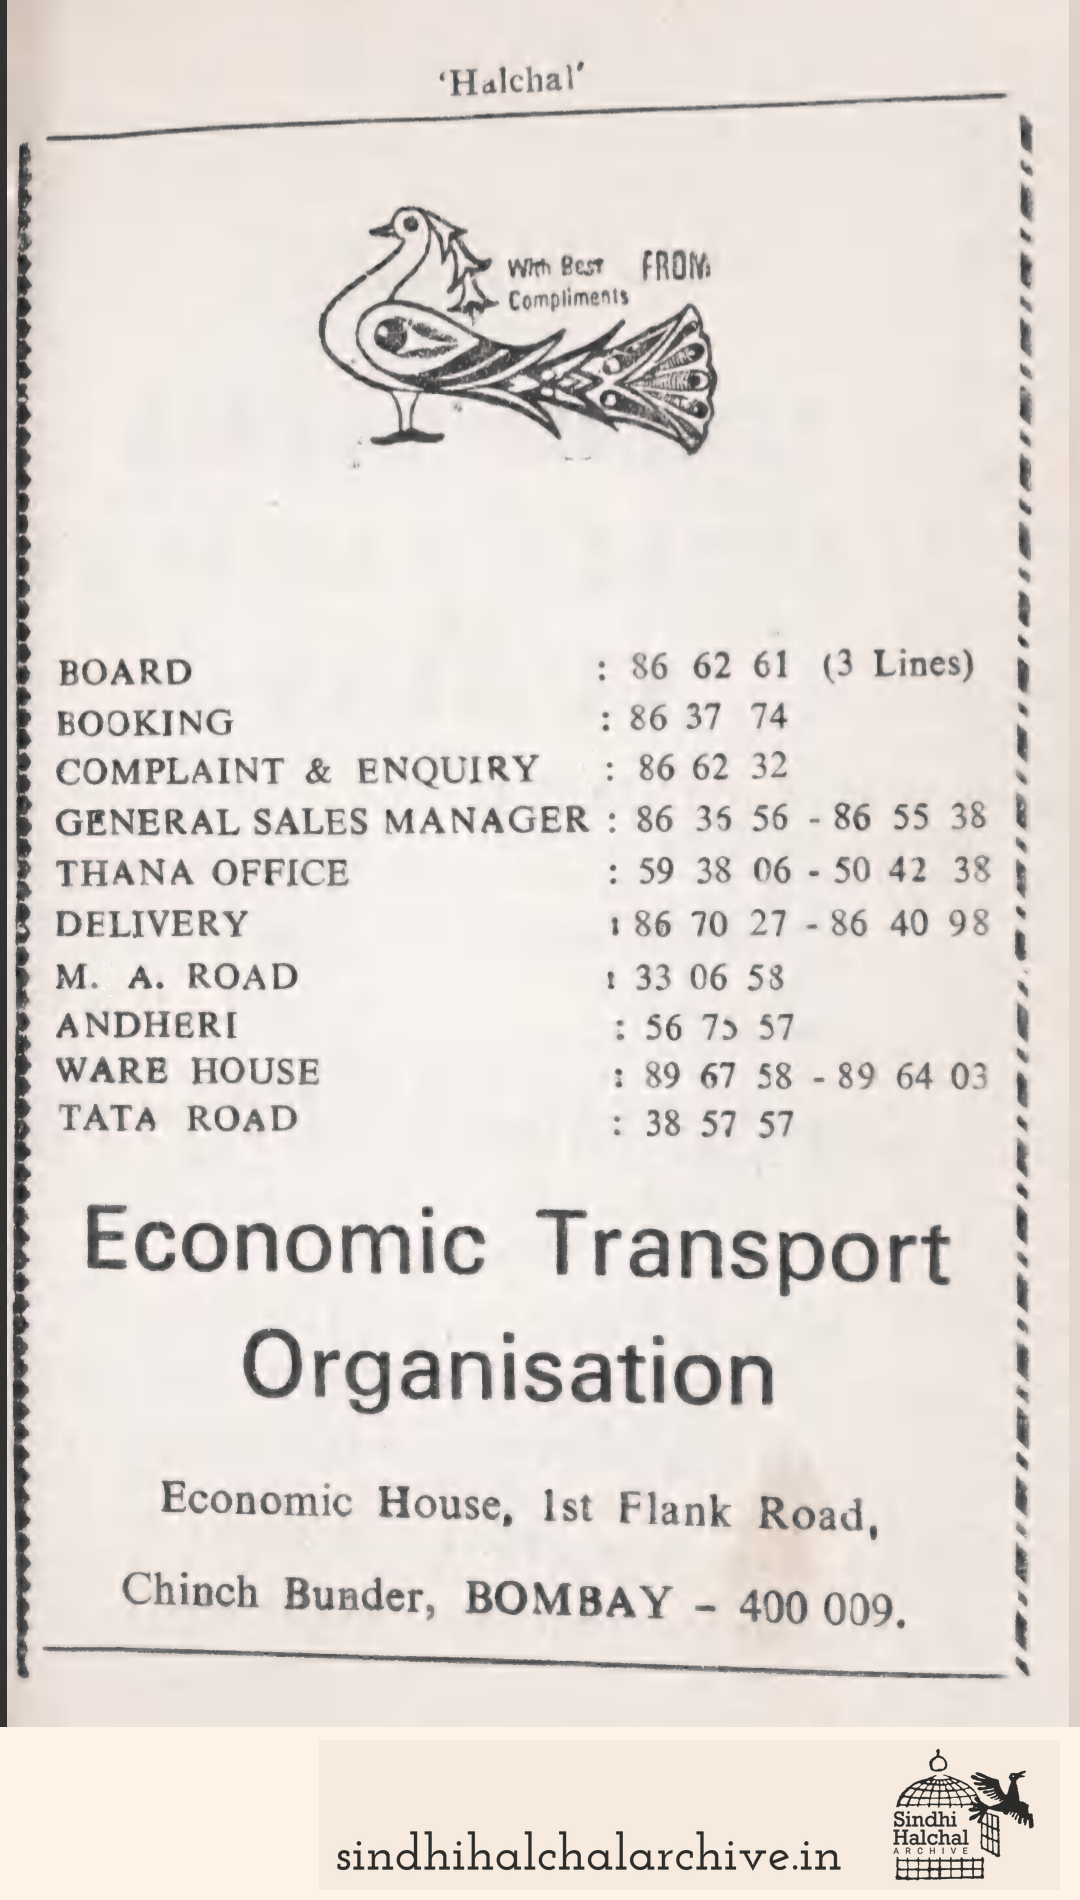 ‘Halchal’
With Best FROM
Compliments
BOARD : 86 62 61 (3 Lines)
BOOKING : 86 37 74
COMPLAINT & ENQUIRY : 86 62 32
GENERAL SALES MANAGER : 86 35 56 - 86 55 38
THANA OFFICE : 59 38 06 - 50 42 38
DELIVERY : 86 70 27 - 86 40 98
M. A. ROAD : 33 06 58
ANDHERI : 56 75 57
WARE HOUSE : 89 67 58 - 89 64 03
TATA ROAD : 38 57 57
Economic Transport
Organisation
Economic House, 1st Flank Road,
Chinch Bunder, BOMBAY - 400 009.
sindhihalchalarchive.in
Sindhi
Halchal
ARCHIVE